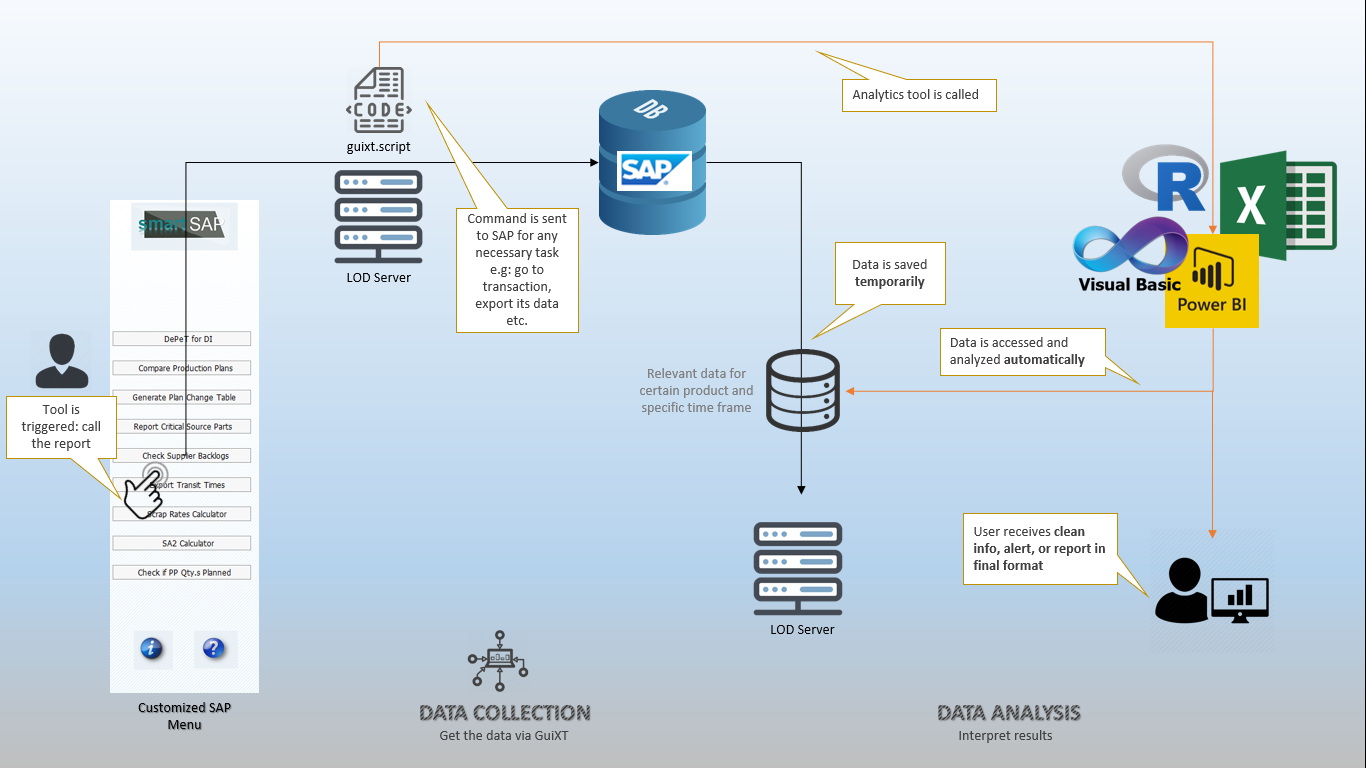 Analytics tool is called
<CODE>
guixt.script
DB
SAP
®
LOD Server
smart SAP
Command is sent
to SAP for any
necessary task
e.g: go to
transaction,
export its data
etc.
R
X
Visual Basic
Power BI
Data is saved
temporarily
Data is accessed and
analyzed automatically
Relevant data for
certain product and
specific time frame
DePeT for DI
Compare Production Plans
Generate Plan Change Table
Report Critical Source Parts
Check Supplier Backlogs
Export Transit Times
Scrap Rates Calculator
SA2 Calculator
Check if PP Qty.s Planned
Tool is
triggered: call
the report
User receives clean
info, alert, or report in
final format
LOD Server
i
?
Customized SAP
Menu
DATA COLLECTION
Get the data via GuiXT
DATA ANALYSIS
Interpret results